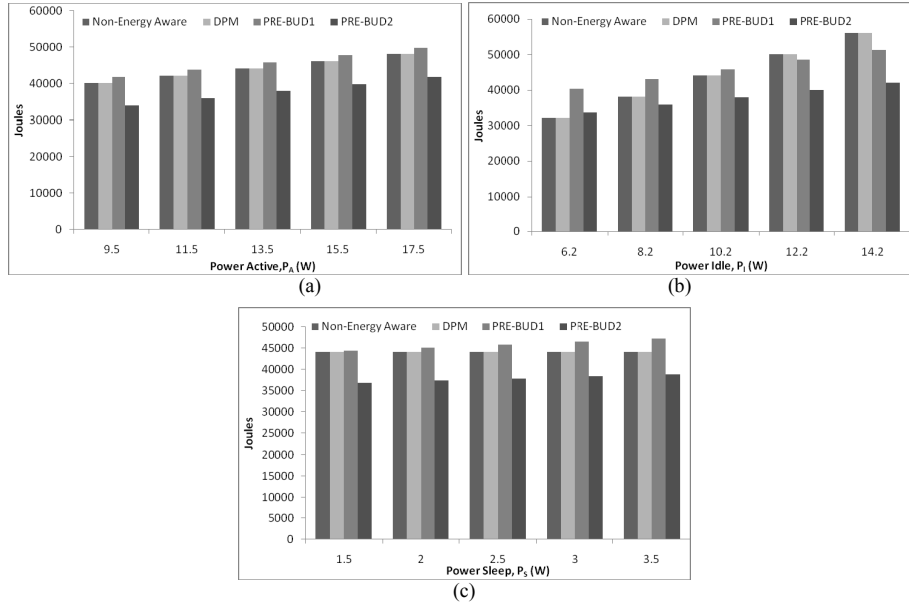 Non-Energy Aware DPM PRE-BUD1 PRE-BUD2
60000
50000
40000
30000
20000
10000
0
Joules
9.5 11.5 13.5 15.5 17.5
Power Active,P_A (W)
(a)
Non-Energy Aware DPM PRE-BUD1 PRE-BUD2
60000
50000
40000
30000
20000
10000
0
Joules
6.2 8.2 10.2 12.2 14.2
Power Idle, P_I (W)
(b)
Non-Energy Aware DPM PRE-BUD1 PRE-BUD2
50000
45000
40000
35000
30000
25000
20000
15000
10000
5000
0
Joules
1.5 2 2.5 3 3.5
Power Sleep, P_S (W)
(c)